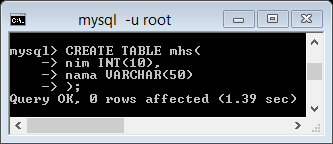 mysql -u root
mysql> CREATE TABLE mhs(
    -> nim INT(10),
    -> nama VARCHAR(50)
    -> );
Query OK, 0 rows affected (1.39 sec)